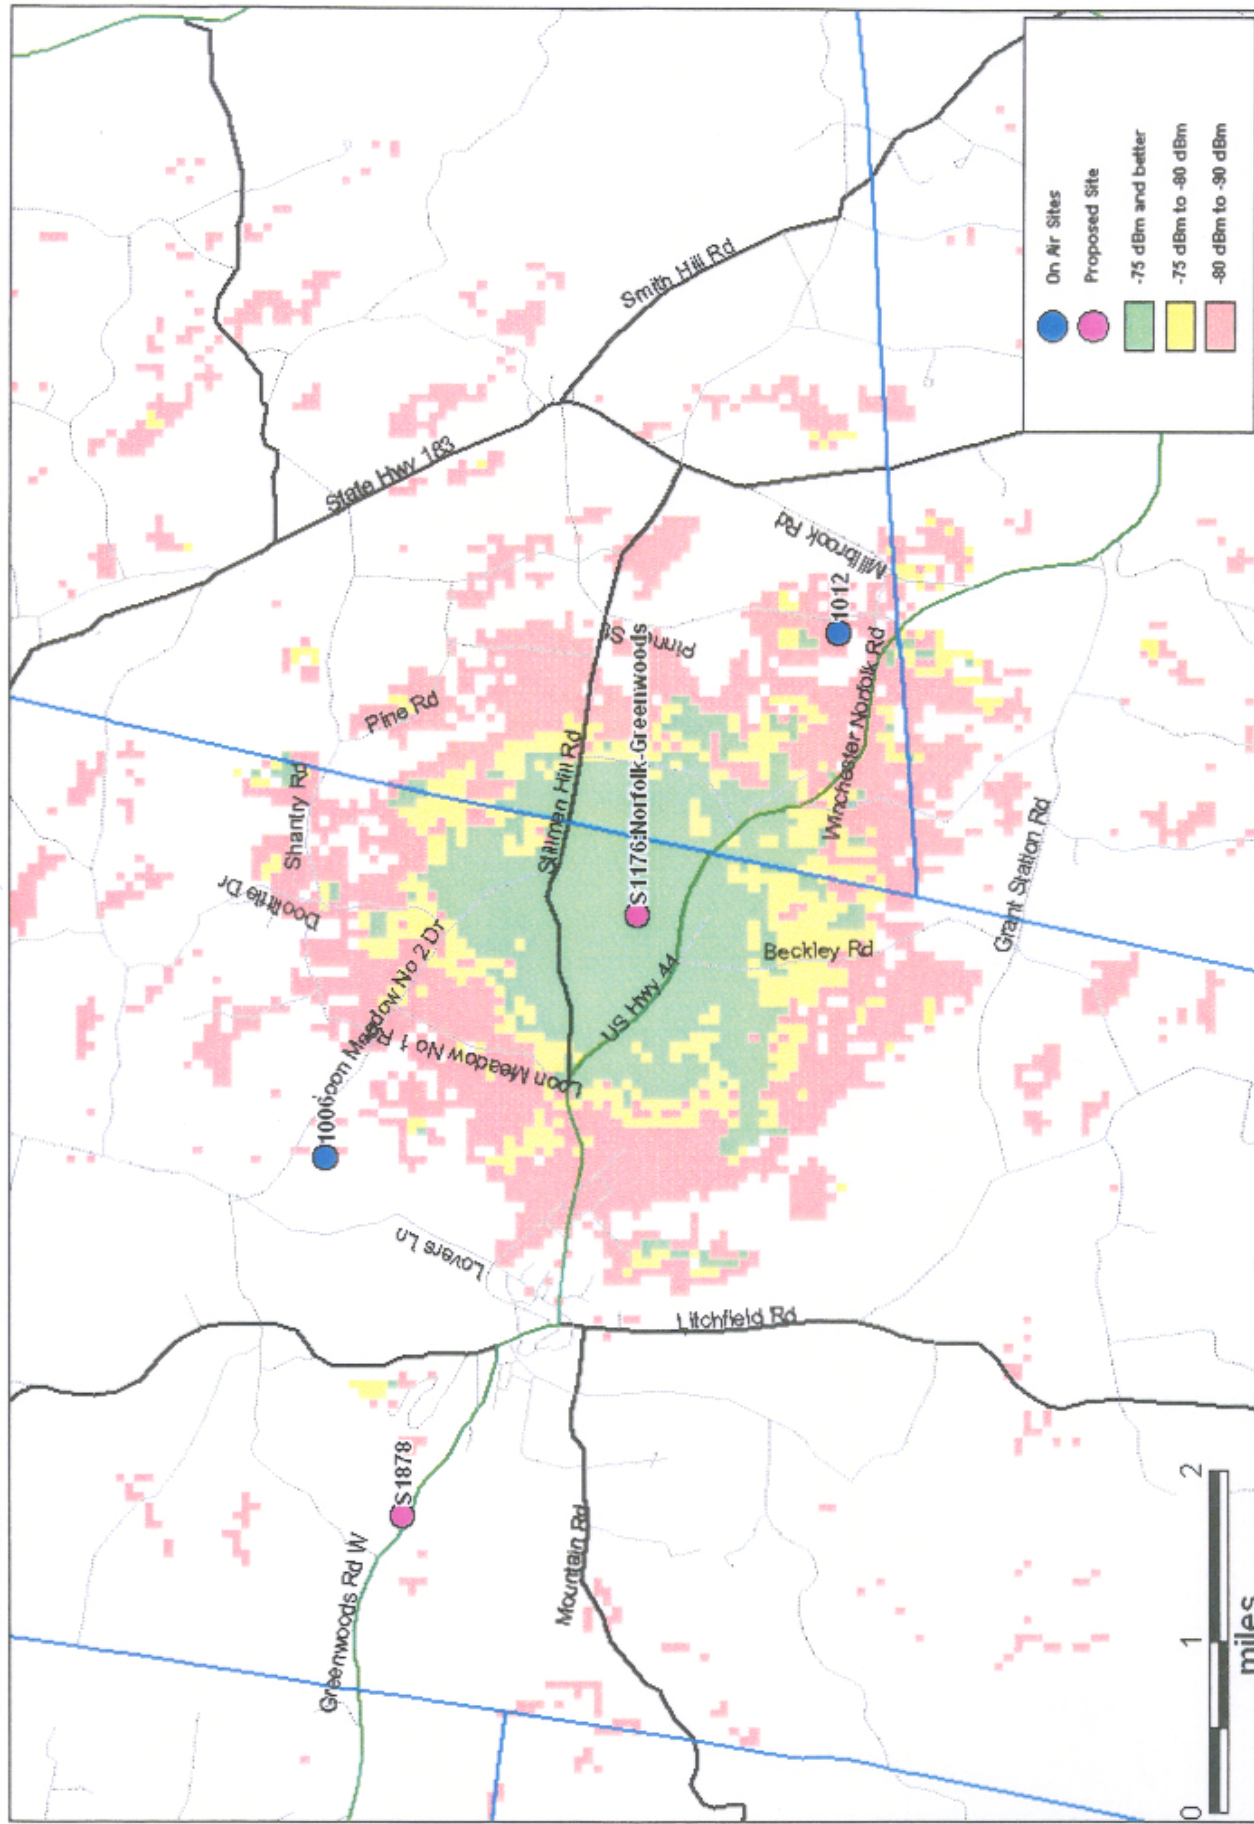 Greenwoods Rd W
S1878
Mountain Rd
Litchfield Rd
Lovers Ln
1006
Loon Meadow No 2 Dr
Loon Meadow No 1 R
Doolittle Dr
Shantry Rd
Pine Rd
State Hwy 183
Stillman Hill Rd
US Hwy 44
S1176:Norfolk-Greenwoods
Beckley Rd
Winchester Norfolk Rd
Grant Station Rd
1012
Millbrook Rd
Smith Hill Rd
On Air Sites
Proposed Site
-75 dBm and better
-75 dBm to -80 dBm
-80 dBm to -90 dBm
0 1 2
miles